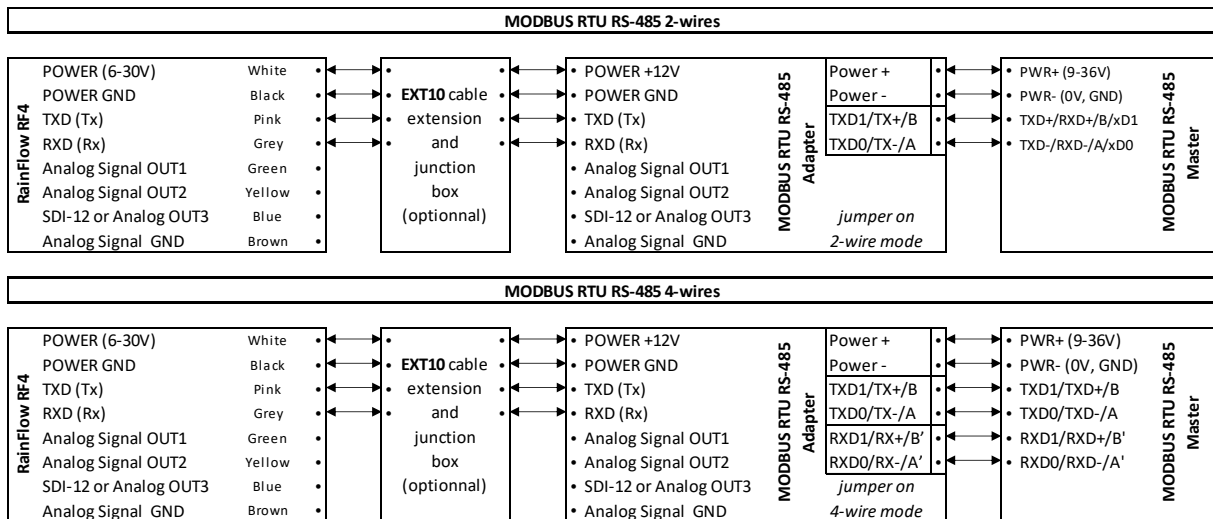 MODBUS RTU RS-485 2-wires
RainFlow RF4
POWER (6-30V) White
POWER GND Black
TXD (Tx) Pink
RXD (Rx) Grey
Analog Signal OUT1 Green
Analog Signal OUT2 Yellow
SDI-12 or Analog OUT3 Blue
Analog Signal GND Brown
EXT10 cable
extension
and
junction
box
(optionnal)
• POWER +12V
• POWER GND
• TXD (Tx)
• RXD (Rx)
• Analog Signal OUT1
• Analog Signal OUT2
• SDI-12 or Analog OUT3
• Analog Signal GND
MODBUS RTU RS-485
Adapter
Power +
Power -
TXD1/TX+/B
TXD0/TX-/A
jumper on
2-wire mode
• PWR+ (9-36V)
• PWR- (0V, GND)
• TXD+/RXD+/B/xD1
• TXD-/RXD-/A/xD0
MODBUS RTU RS-485
Master
MODBUS RTU RS-485 4-wires
RainFlow RF4
POWER (6-30V) White
POWER GND Black
TXD (Tx) Pink
RXD (Rx) Grey
Analog Signal OUT1 Green
Analog Signal OUT2 Yellow
SDI-12 or Analog OUT3 Blue
Analog Signal GND Brown
EXT10 cable
extension
and
junction
box
(optionnal)
• POWER +12V
• POWER GND
• TXD (Tx)
• RXD (Rx)
• Analog Signal OUT1
• Analog Signal OUT2
• SDI-12 or Analog OUT3
• Analog Signal GND
MODBUS RTU RS-485
Adapter
Power +
Power -
TXD1/TX+/B
TXD0/TX-/A
RXD1/RX+/B’
RXD0/RX-/A’
jumper on
4-wire mode
• PWR+ (9-36V)
• PWR- (0V, GND)
• TXD1/TXD+/B
• TXD0/TXD-/A
• RXD1/RXD+/B'
• RXD0/RXD-/A'
MODBUS RTU RS-485
Master